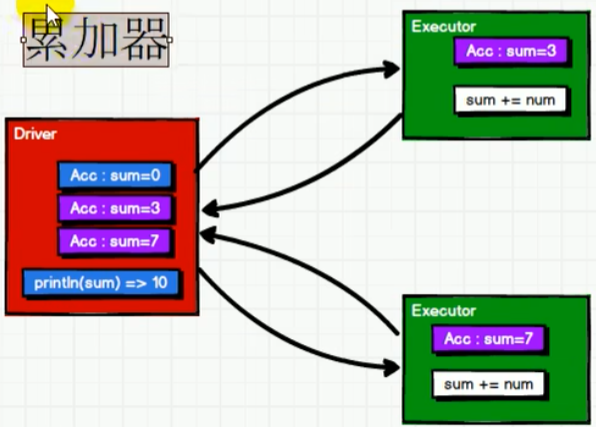 累加器
Driver
Acc : sum=0
Acc : sum=3
Acc : sum=7
println(sum) => 10
Executor
Acc : sum=3
sum += num
Executor
Acc : sum=7
sum += num